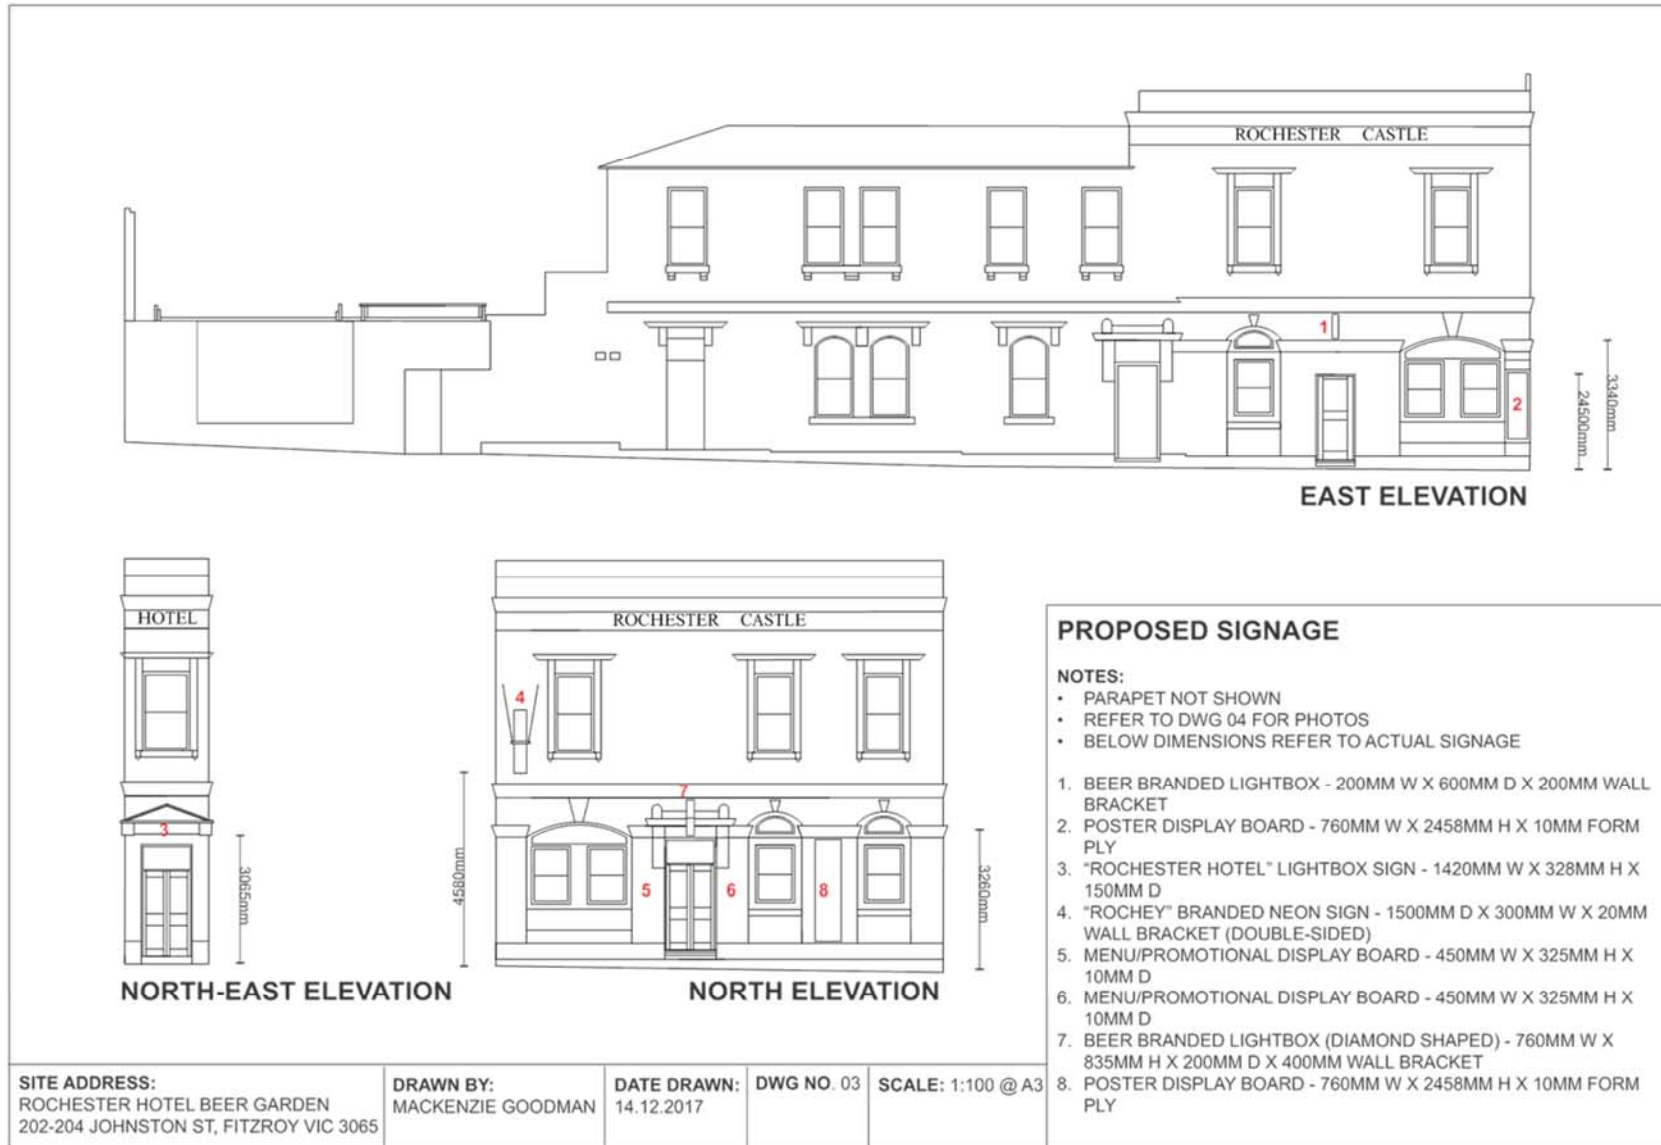 ROCHESTER CASTLE
1
2
24500mm
3340mm
EAST ELEVATION
HOTEL
3
3065mm
NORTH-EAST ELEVATION
ROCHESTER CASTLE
4
7
5
6
8
4580mm
3260mm
NORTH ELEVATION
PROPOSED SIGNAGE
NOTES:
• PARAPET NOT SHOWN
• REFER TO DWG 04 FOR PHOTOS
• BELOW DIMENSIONS REFER TO ACTUAL SIGNAGE
1. BEER BRANDED LIGHTBOX - 200MM W X 600MM D X 200MM WALL
BRACKET
2. POSTER DISPLAY BOARD - 760MM W X 2458MM H X 10MM FORM
PLY
3. “ROCHESTER HOTEL” LIGHTBOX SIGN - 1420MM W X 328MM H X
150MM D
4. “ROCHEY” BRANDED NEON SIGN - 1500MM D X 300MM W X 20MM
WALL BRACKET (DOUBLE-SIDED)
5. MENU/PROMOTIONAL DISPLAY BOARD - 450MM W X 325MM H X
10MM D
6. MENU/PROMOTIONAL DISPLAY BOARD - 450MM W X 325MM H X
10MM D
7. BEER BRANDED LIGHTBOX (DIAMOND SHAPED) - 760MM W X
835MM H X 200MM D X 400MM WALL BRACKET
8. POSTER DISPLAY BOARD - 760MM W X 2458MM H X 10MM FORM
PLY
SITE ADDRESS:
ROCHESTER HOTEL BEER GARDEN
202-204 JOHNSTON ST, FITZROY VIC 3065
DRAWN BY:
MACKENZIE GOODMAN
DATE DRAWN:
14.12.2017
DWG NO. 03
SCALE: 1:100 @ A3